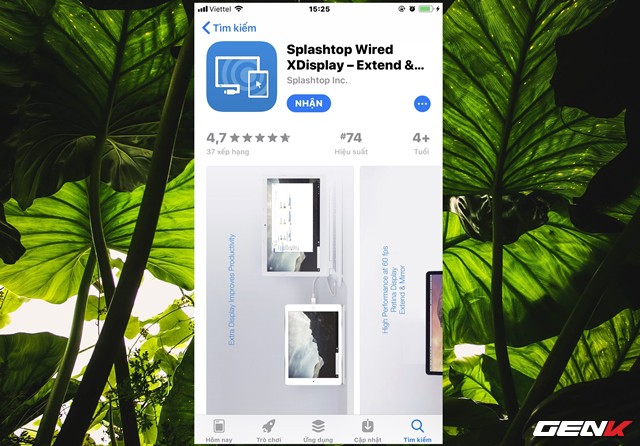 Viettel 15:25
Tìm kiếm
Splashtop Wired
XDisplay – Extend &...
Splashtop Inc.
NHẬN
4,7
37 xếp hạng
#74
Hiệu suất
4+
Tuổi
Extra Display Improves Productivity
High Performance at 60 fps
Retina Display
Extend & Mirror
Hôm nay
Trò chơi
Ứng dụng
Cập nhật
Tìm kiếm
GENK